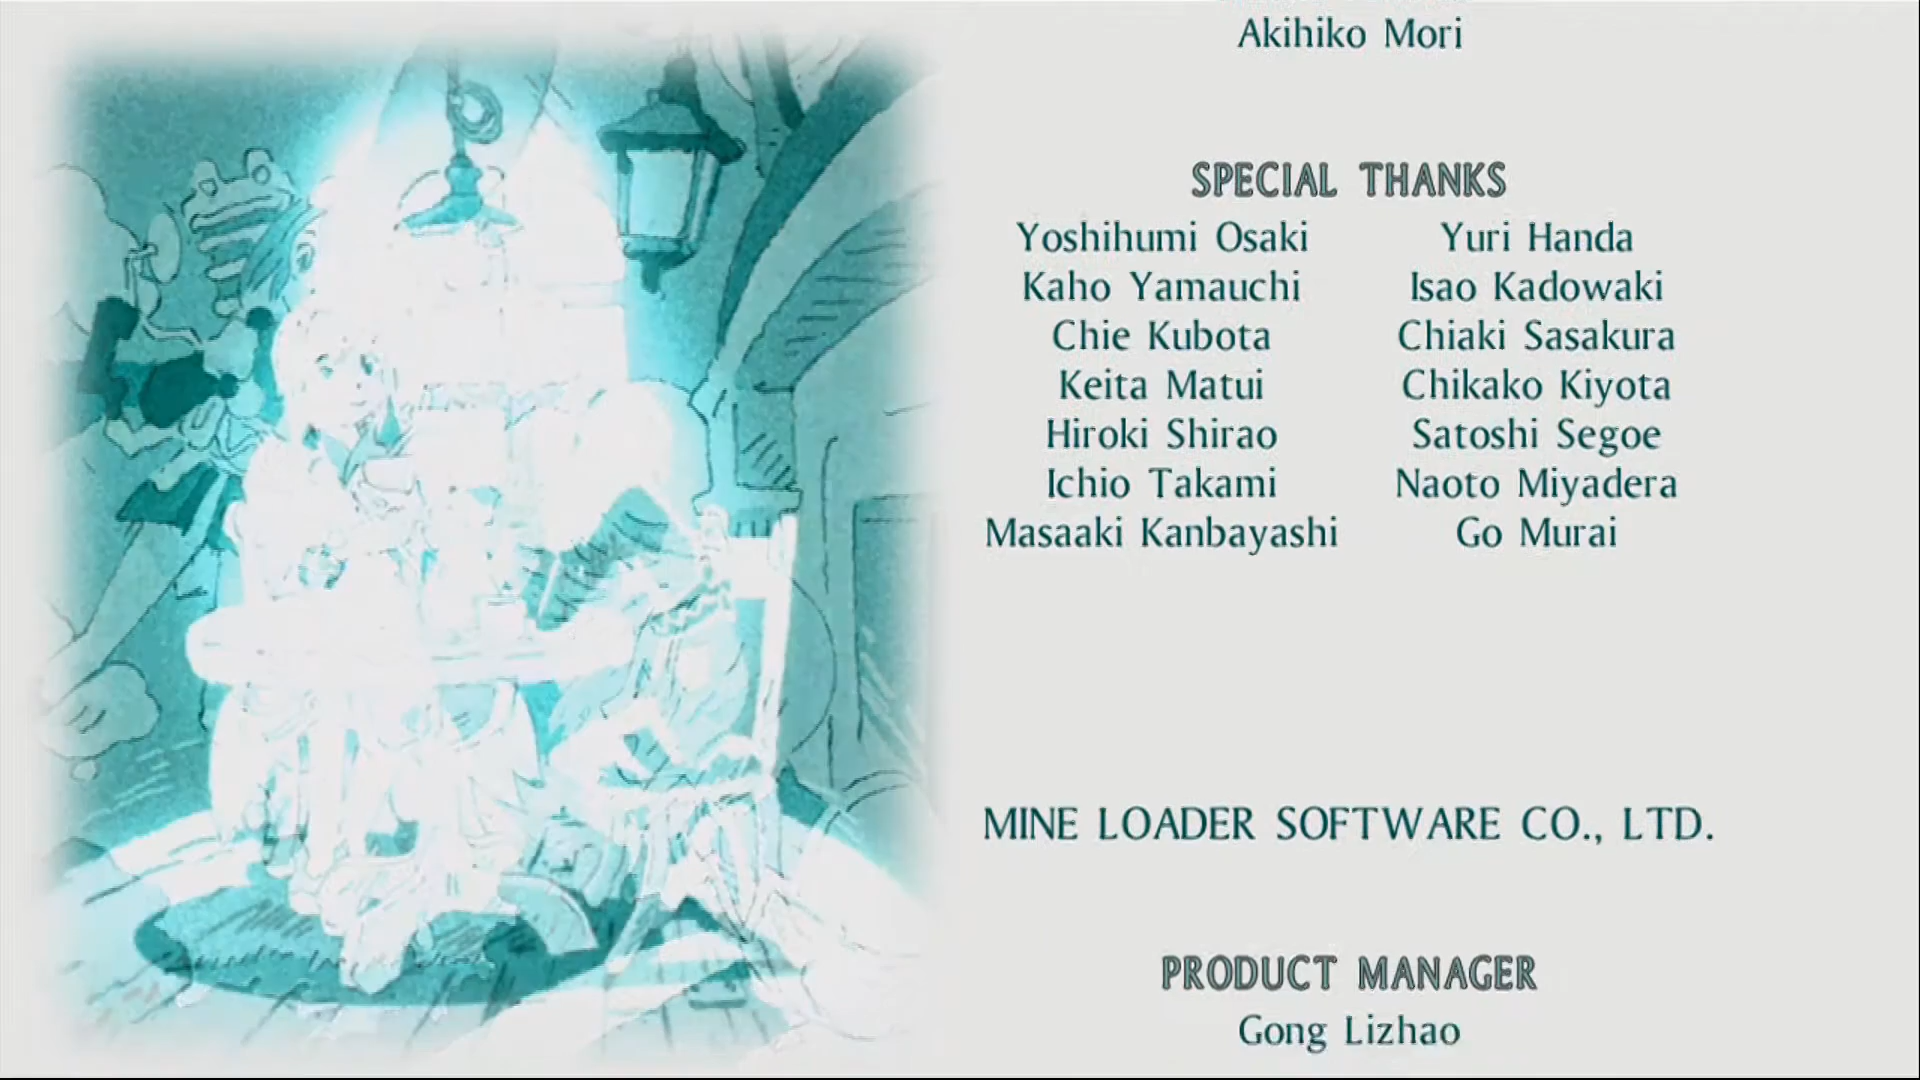 Akihiko Mori
SPECIAL THANKS
Yoshihumi Osaki Yuri Handa
Kaho Yamauchi Isao Kadowaki
Chie Kubota Chiaki Sasakura
Keita Matui Chikako Kiyota
Hiroki Shirao Satoshi Segoe
Ichio Takami Naoto Miyadera
Masaaki Kanbayashi Go Murai
MINE LOADER SOFTWARE CO., LTD.
PRODUCT MANAGER
Gong Lizhao